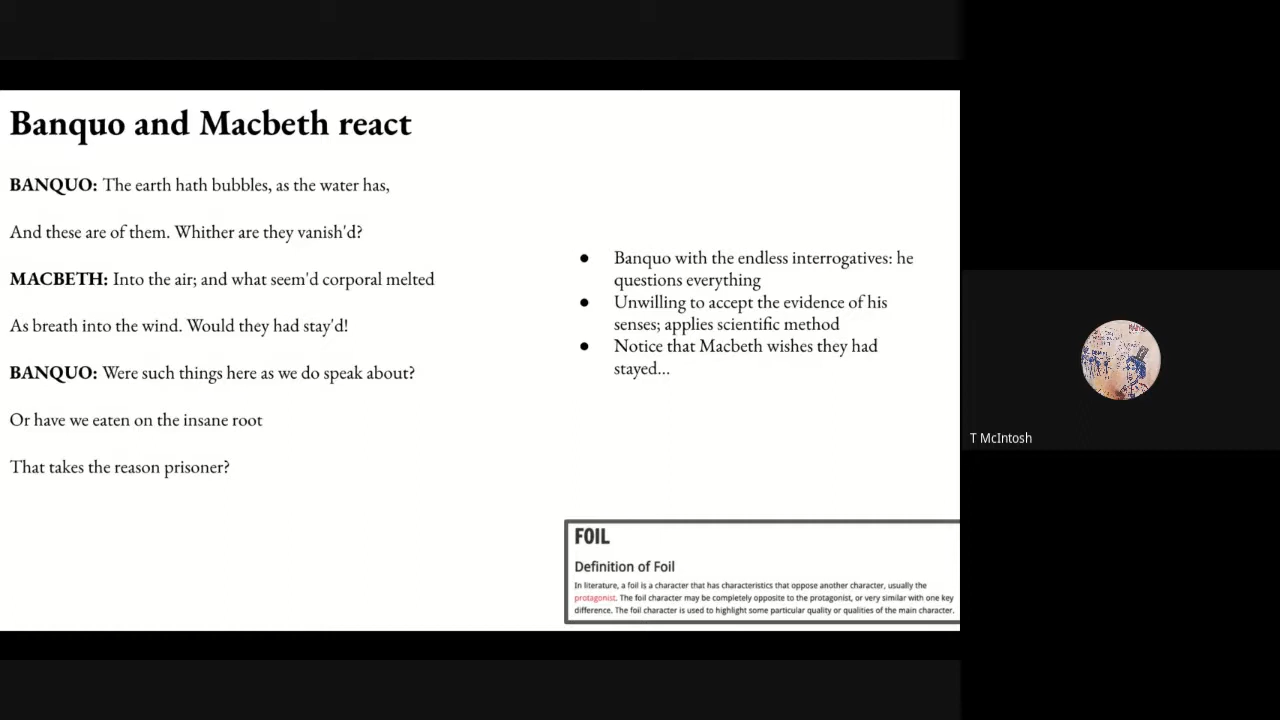 Banquo and Macbeth react
BANQUO: The earth hath bubbles, as the water has,
And these are of them. Whither are they vanish'd?
MACBETH: Into the air; and what seem'd corporal melted
As breath into the wind. Would they had stay'd!
BANQUO: Were such things here as we do speak about?
Or have we eaten on the insane root
That takes the reason prisoner?
● Banquo with the endless interrogatives: he
questions everything
● Unwilling to accept the evidence of his
senses; applies scientific method
● Notice that Macbeth wishes they had
stayed...
FOIL
Definition of Foil
In literature, a foil is a character that has characteristics that oppose another character, usually the
protagonist. The foil character may be completely opposite to the protagonist, or very similar with one key
difference. The foil character is used to highlight some particular quality or qualities of the main character.
T McIntosh